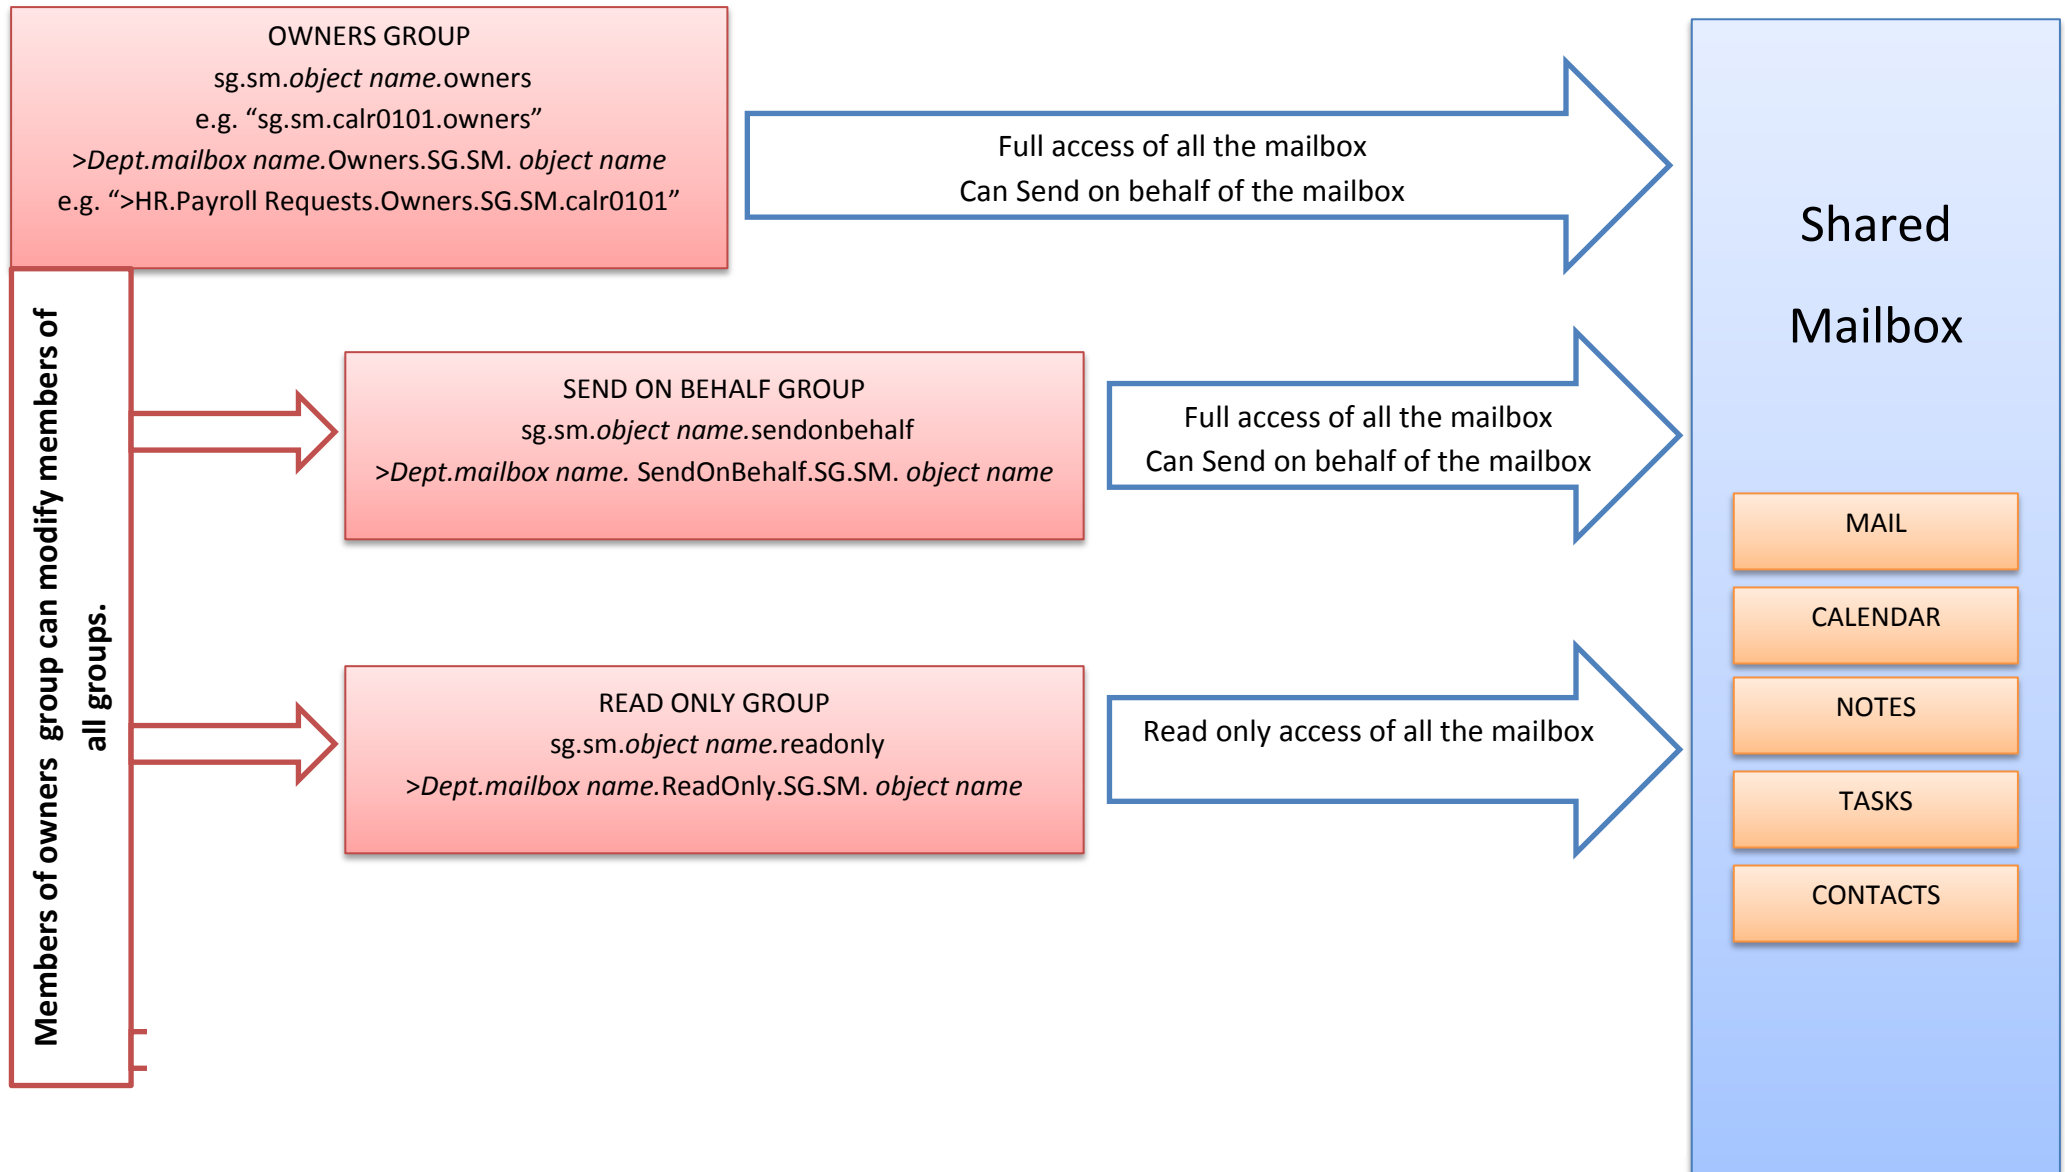 OWNERS GROUP
sg.sm.object name.owners
e.g. “sg.sm.calr0101.owners”
>Dept.mailbox name.Owners.SG.SM. object name
e.g. “>HR.Payroll Requests.Owners.SG.SM.calr0101”
Full access of all the mailbox
Can Send on behalf of the mailbox
Members of owners  group can modify members of
all groups.
SEND ON BEHALF GROUP
sg.sm.object name.sendonbehalf
>Dept.mailbox name. SendOnBehalf.SG.SM. object name
Full access of all the mailbox
Can Send on behalf of the mailbox
READ ONLY GROUP
sg.sm.object name.readonly
>Dept.mailbox name.ReadOnly.SG.SM. object name
Read only access of all the mailbox
Shared
Mailbox
MAIL
CALENDAR
NOTES
TASKS
CONTACTS